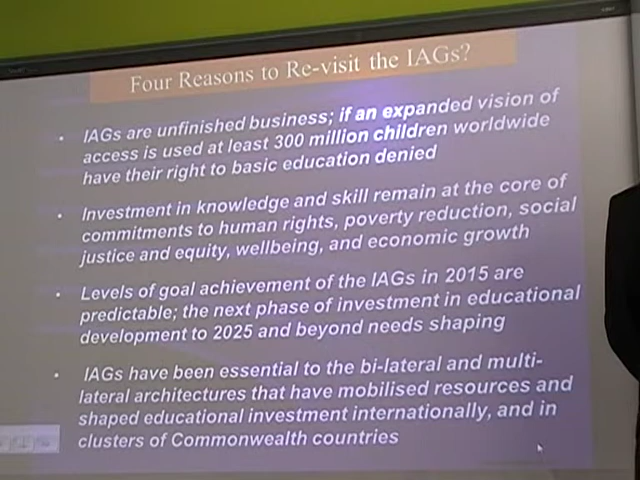 Four Reasons to Re-visit the IAGs?
• IAGs are unfinished business; if an expanded vision of
access is used at least 300 million children worldwide
have their right to basic education denied
• Investment in knowledge and skill remain at the core of
commitments to human rights, poverty reduction, social
justice and equity, wellbeing, and economic growth
• Levels of goal achievement of the IAGs in 2015 are
predictable; the next phase of investment in educational
development to 2025 and beyond needs shaping
• IAGs have been essential to the bi-lateral and multi-
lateral architectures that have mobilised resources and
shaped educational investment internationally, and in
clusters of Commonwealth countries